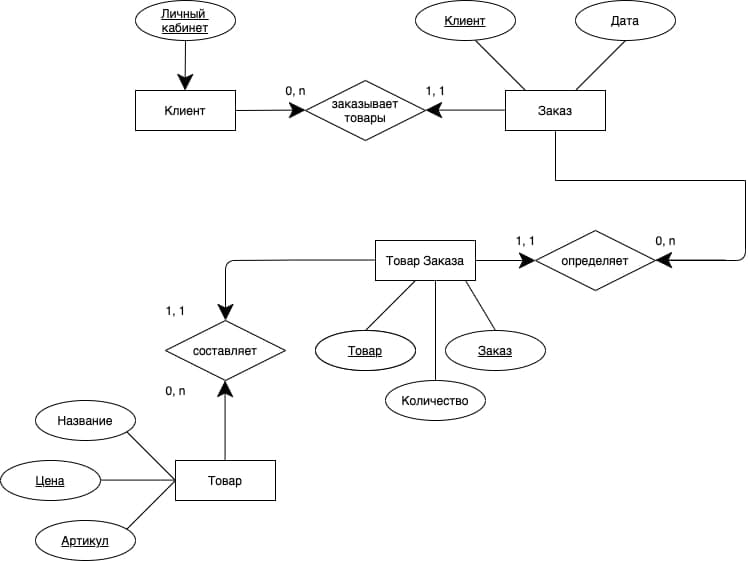 Личный
кабинет
Клиент
Дата
0, n
1, 1
Клиент
заказывает
товары
Заказ
1, 1
0, n
Товар Заказа
определяет
1, 1
составляет
Товар
Заказ
0, n
Количество
Название
Цена
Товар
Артикул